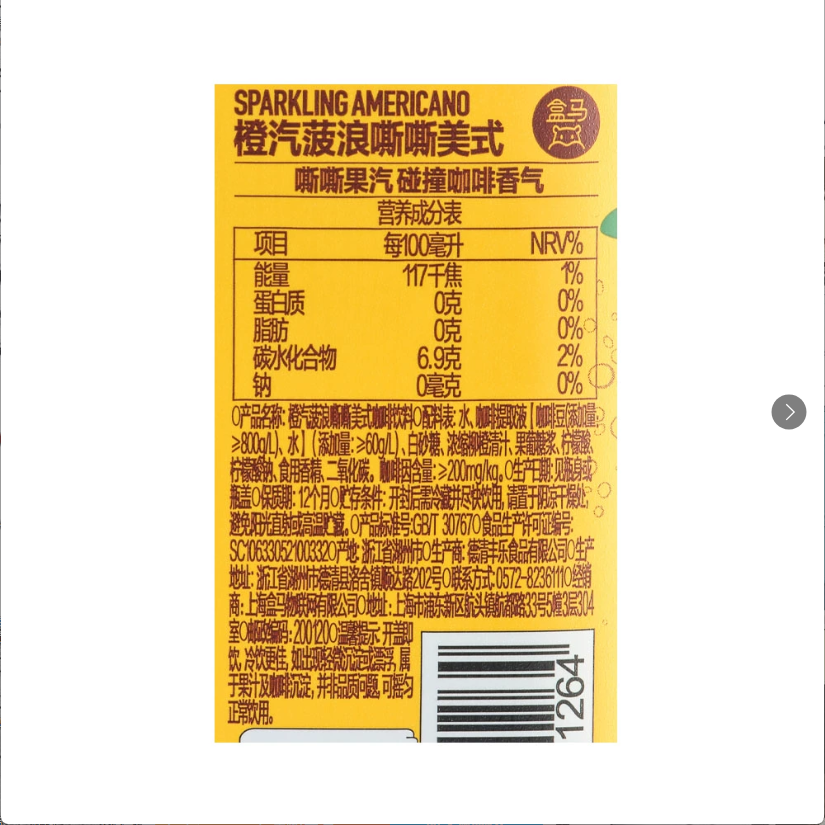 SPARKLING AMERICANO
盒马
橙汽菠浪嘶嘶美式
嘶嘶果汽 碰撞咖啡香气
营养成分表
项目 每100毫升 NRV%
能量 117千焦 1%
蛋白质 0克 0%
脂肪 0克 0%
碳水化合物 6.9克 2%
钠 0毫克 0%
○产品名称: 橙汽菠浪嘶嘶美式咖啡饮料○配料表: 水、咖啡提取液【咖啡豆(添加量:
≥800g/L)、水】(添加量: ≥60g/L)、白砂糖、浓缩柳橙清汁、果葡糖浆、柠檬酸、
柠檬酸钠、食用香精、二氧化碳。咖啡因含量: ≥200mg/kg。○生产日期: 见瓶身或
瓶盖○保质期: 12个月○贮存条件: 开封后需冷藏并尽快饮用, 请置于阴凉干燥处,
避免阳光直射或高温贮藏。○产品标准号:GB/T 30767○食品生产许可证编号:
SC10633052100332○产地: 浙江省湖州市○生产商: 德清丰乐食品有限公司○生产
地址: 浙江省湖州市德清县洛舍镇顺达路202号○联系方式:0572-8236111○经销
商: 上海盒马物联网有限公司○地址: 上海市浦东新区航头镇航都路33号5幢3层304
室○邮政编码: 200120○温馨提示: 开盖即
饮, 冷饮更佳, 如出现轻微沉淀或漂浮, 属
于果汁及咖啡沉淀, 并非品质问题, 可摇匀
正常饮用。
1264